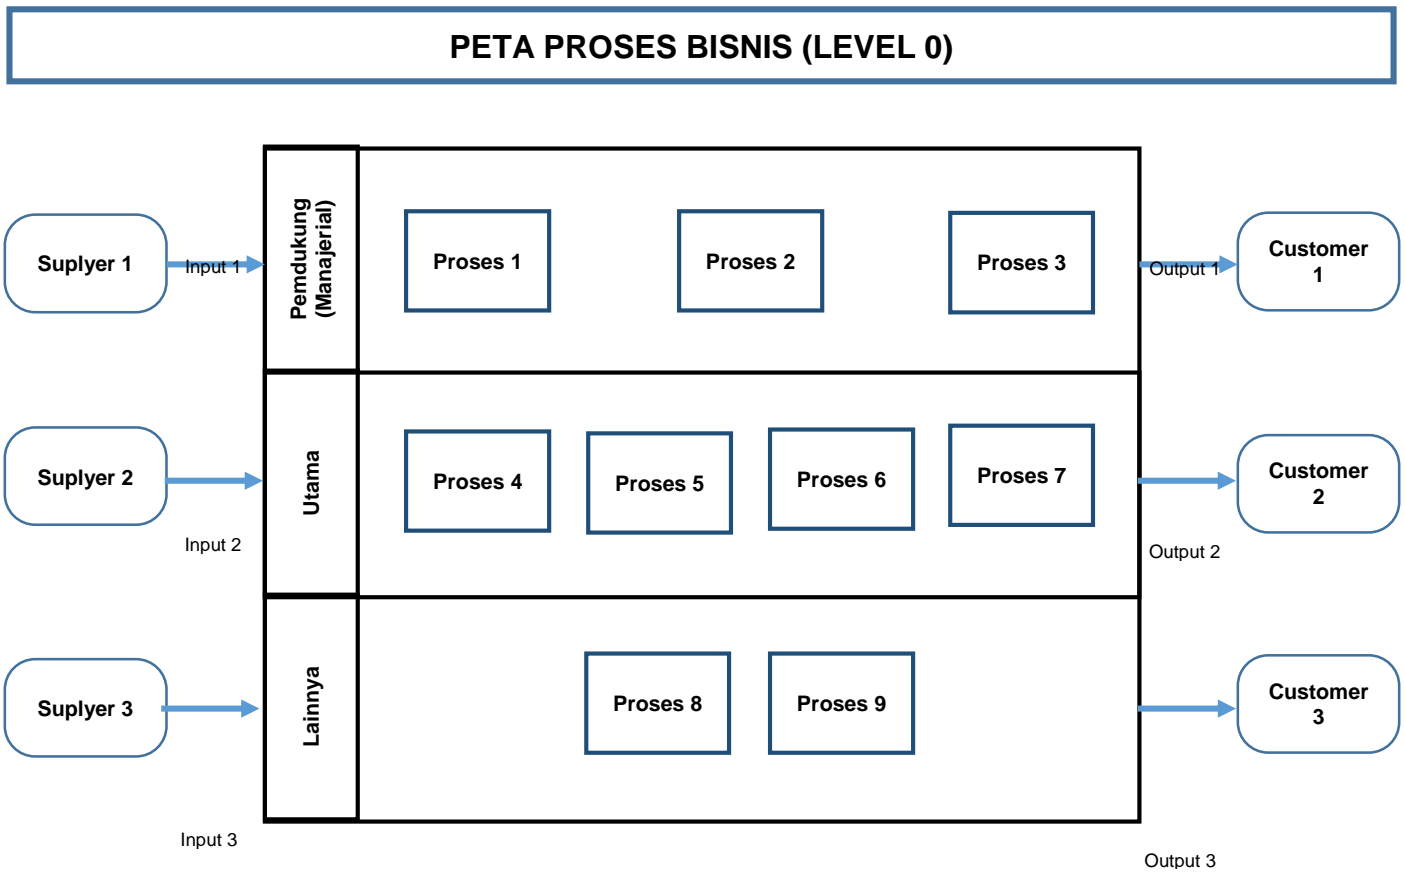 PETA PROSES BISNIS (LEVEL 0)
Suplyer 1
Input 1
Pemdukung
(Manajerial)
Proses 1
Proses 2
Proses 3
Output 1
Customer
1
Suplyer 2
Input 2
Utama
Proses 4
Proses 5
Proses 6
Proses 7
Output 2
Customer
2
Suplyer 3
Input 3
Lainnya
Proses 8
Proses 9
Output 3
Customer
3